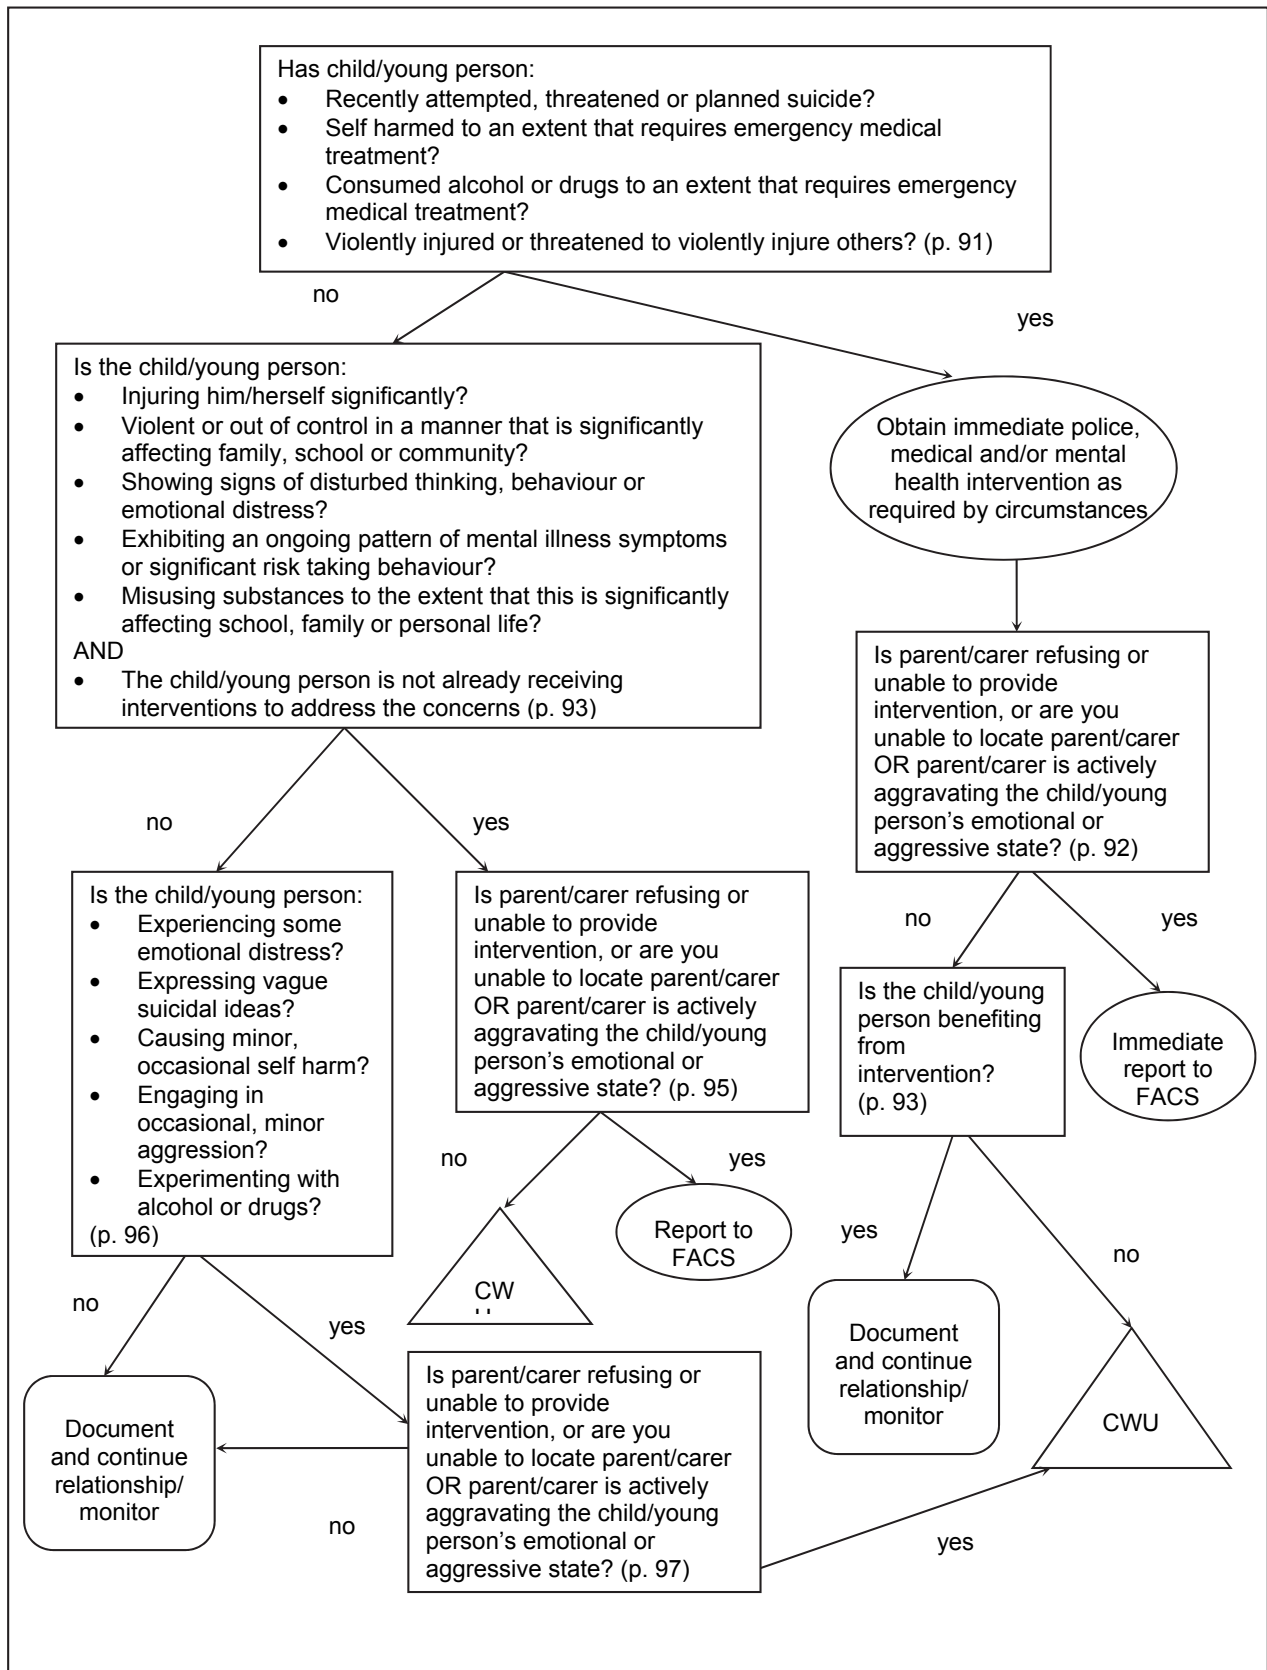 Has child/young person:
• Recently attempted, threatened or planned suicide?
• Self harmed to an extent that requires emergency medical
treatment?
• Consumed alcohol or drugs to an extent that requires emergency
medical treatment?
• Violently injured or threatened to violently injure others? (p. 91)
no
yes
Is the child/young person:
• Injuring him/herself significantly?
• Violent or out of control in a manner that is significantly
affecting family, school or community?
• Showing signs of disturbed thinking, behaviour or
emotional distress?
• Exhibiting an ongoing pattern of mental illness symptoms
or significant risk taking behaviour?
• Misusing substances to the extent that this is significantly
affecting school, family or personal life?
AND
• The child/young person is not already receiving
interventions to address the concerns (p. 93)
Obtain immediate police,
medical and/or mental
health intervention as
required by circumstances
Is parent/carer refusing or
unable to provide
intervention, or are you
unable to locate parent/carer
OR parent/carer is actively
aggravating the child/young
person's emotional or
aggressive state? (p. 92)
no
yes
no
yes
Is the child/young person:
• Experiencing some
emotional distress?
• Expressing vague
suicidal ideas?
• Causing minor,
occasional self harm?
• Engaging in
occasional, minor
aggression?
• Experimenting with
alcohol or drugs?
(p. 96)
Is parent/carer refusing or
unable to provide
intervention, or are you
unable to locate parent/carer
OR parent/carer is actively
aggravating the child/young
person's emotional or
aggressive state? (p. 95)
Is the child/young
person benefiting
from
intervention?
(p. 93)
Immediate
report to
FACS
no
yes
yes
no
CW
Report to
FACS
no
yes
Document
and continue
relationship/
monitor
CWU
Document
and continue
relationship/
monitor
Is parent/carer refusing or
unable to provide
intervention, or are you
unable to locate parent/carer
OR parent/carer is actively
aggravating the child/young
person's emotional or
aggressive state? (p. 97)
no
yes